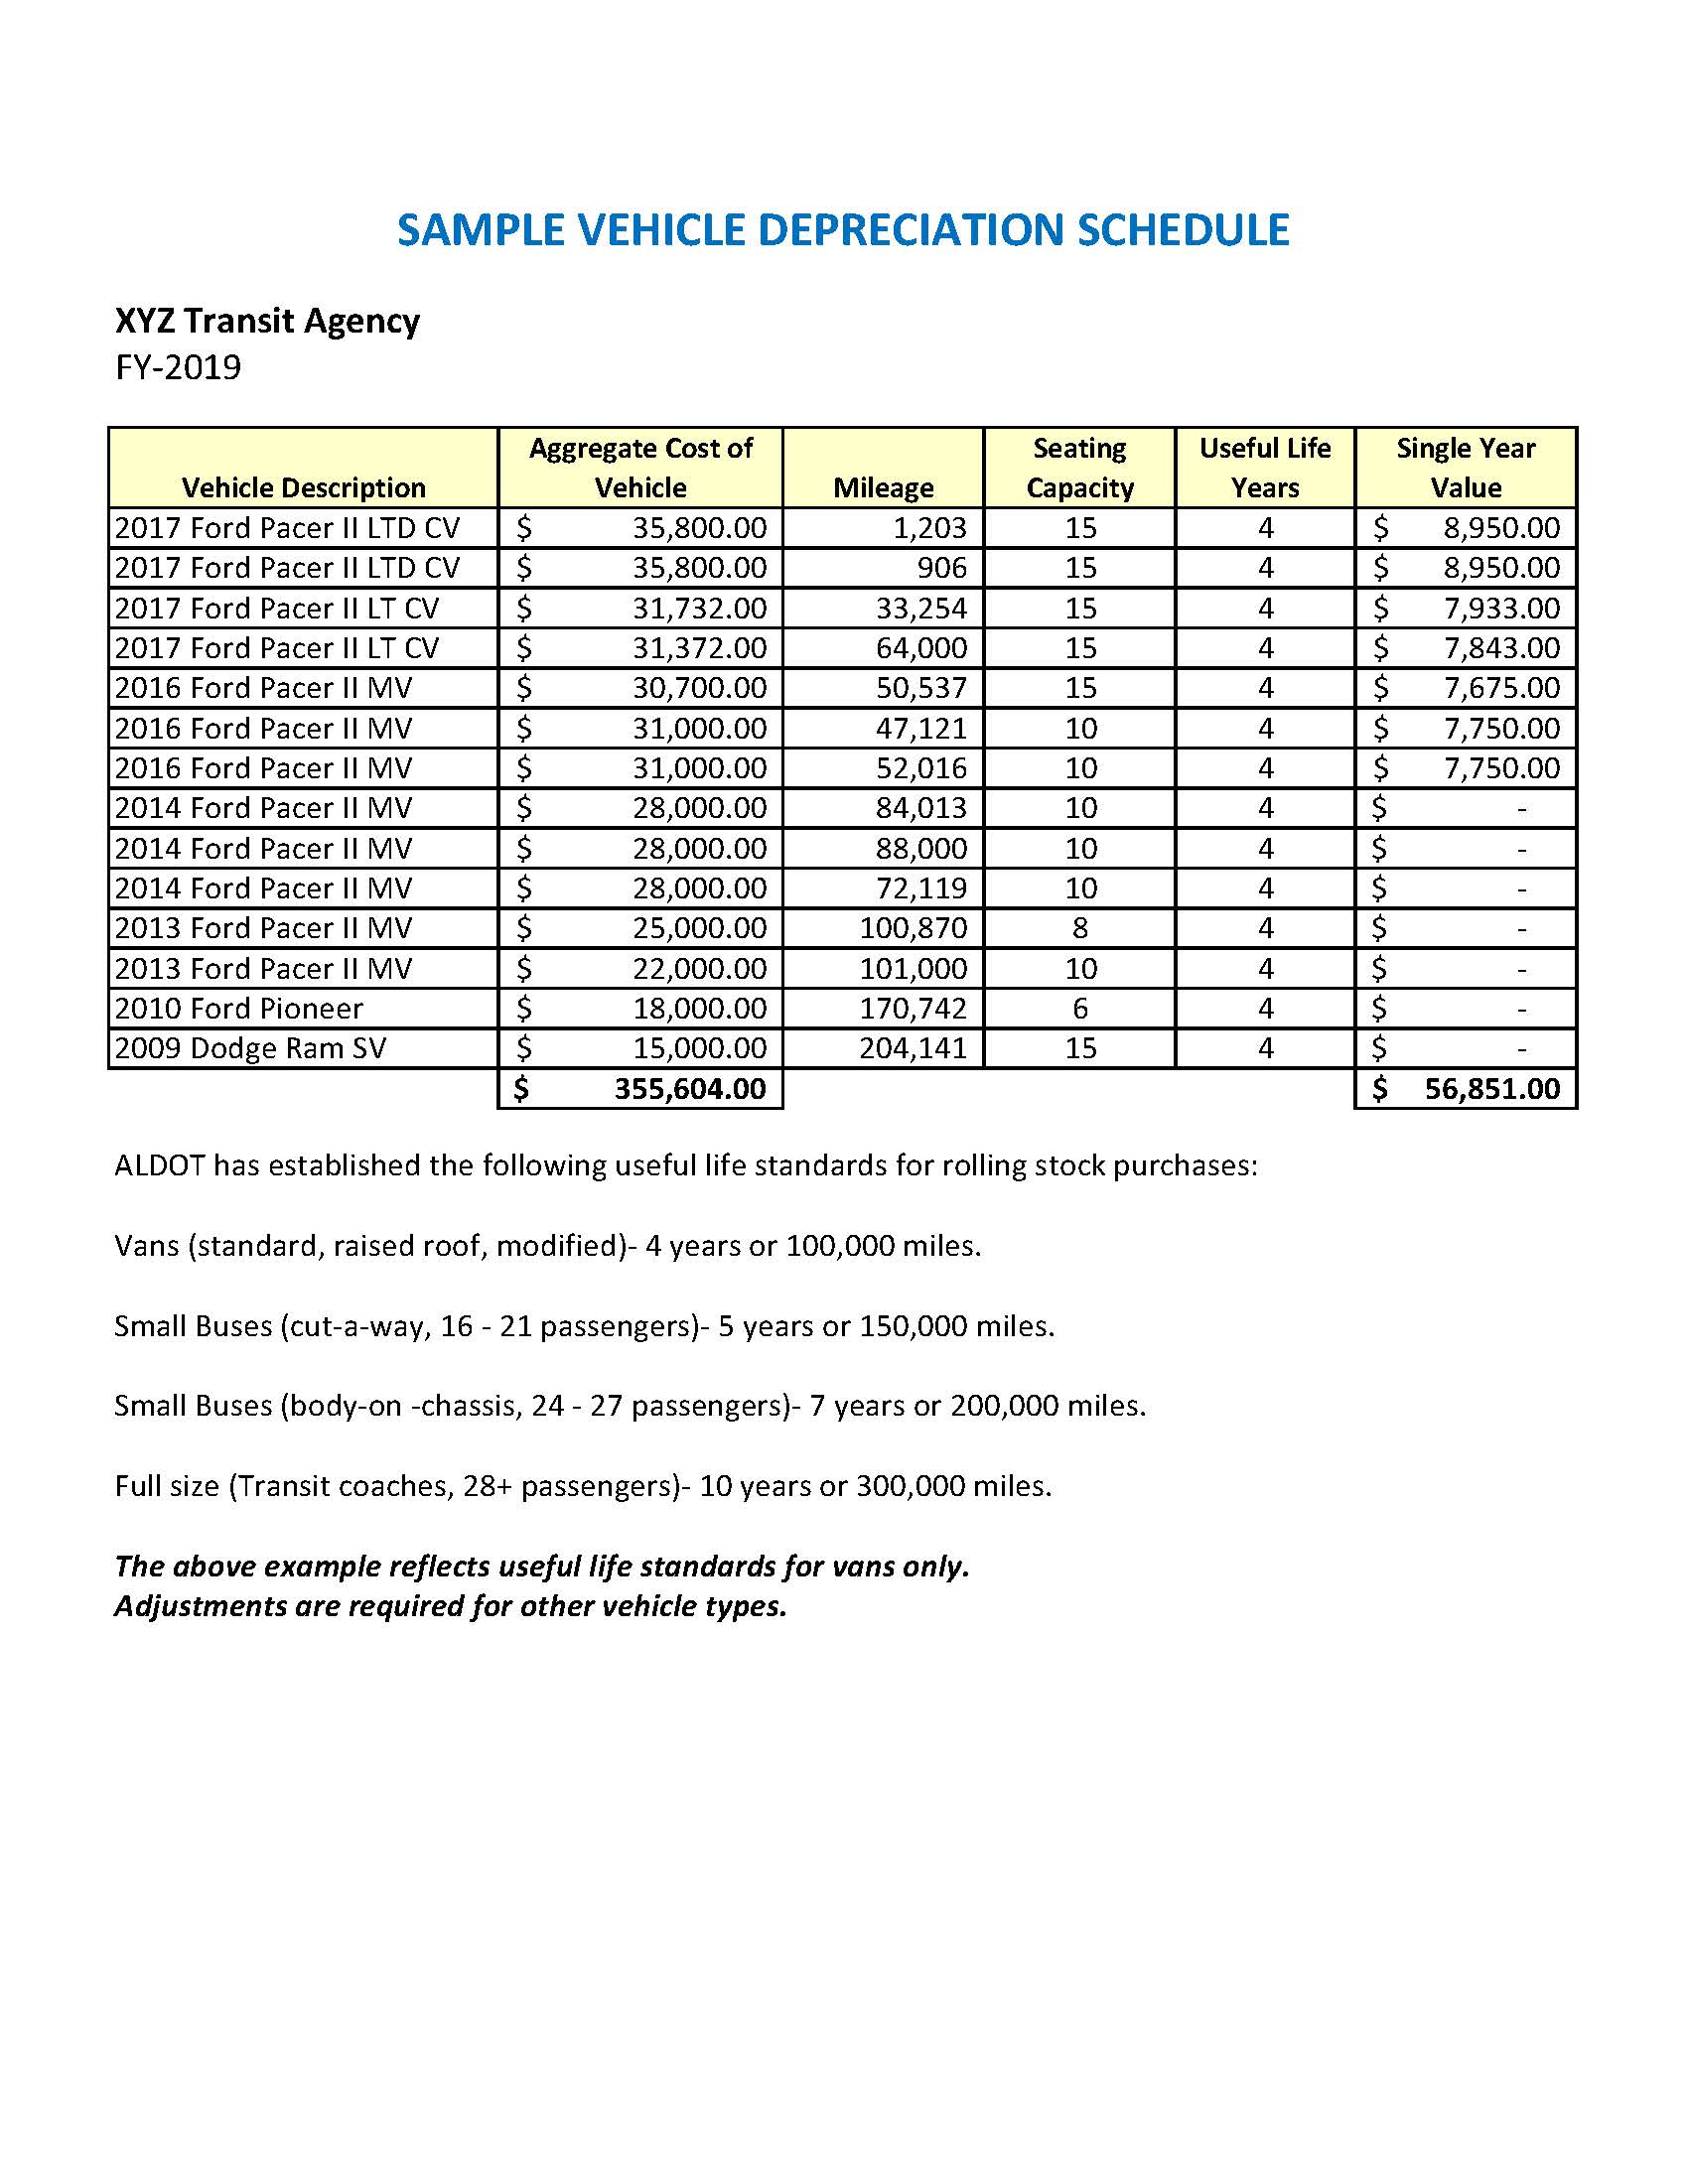 SAMPLE VEHICLE DEPRECIATION SCHEDULE
XYZ Transit Agency
FY-2019
Vehicle Description Aggregate Cost of Vehicle Mileage Seating Capacity Useful Life Years Single Year Value
2017 Ford Pacer II LTD CV $ 35,800.00 1,203 15 4 $ 8,950.00
2017 Ford Pacer II LTD CV $ 35,800.00 906 15 4 $ 8,950.00
2017 Ford Pacer II LT CV $ 31,732.00 33,254 15 4 $ 7,933.00
2017 Ford Pacer II LT CV $ 31,372.00 64,000 15 4 $ 7,843.00
2016 Ford Pacer II MV $ 30,700.00 50,537 15 4 $ 7,675.00
2016 Ford Pacer II MV $ 31,000.00 47,121 10 4 $ 7,750.00
2016 Ford Pacer II MV $ 31,000.00 52,016 10 4 $ 7,750.00
2014 Ford Pacer II MV $ 28,000.00 84,013 10 4 $ -
2014 Ford Pacer II MV $ 28,000.00 88,000 10 4 $ -
2014 Ford Pacer II MV $ 28,000.00 72,119 10 4 $ -
2013 Ford Pacer II MV $ 25,000.00 100,870 8 4 $ -
2013 Ford Pacer II MV $ 22,000.00 101,000 10 4 $ -
2010 Ford Pioneer $ 18,000.00 170,742 6 4 $ -
2009 Dodge Ram SV $ 15,000.00 204,141 15 4 $ -
$ 355,604.00 $ 56,851.00
ALDOT has established the following useful life standards for rolling stock purchases:
Vans (standard, raised roof, modified)- 4 years or 100,000 miles.
Small Buses (cut-a-way, 16 - 21 passengers)- 5 years or 150,000 miles.
Small Buses (body-on -chassis, 24 - 27 passengers)- 7 years or 200,000 miles.
Full size (Transit coaches, 28+ passengers)- 10 years or 300,000 miles.
The above example reflects useful life standards for vans only.
Adjustments are required for other vehicle types.